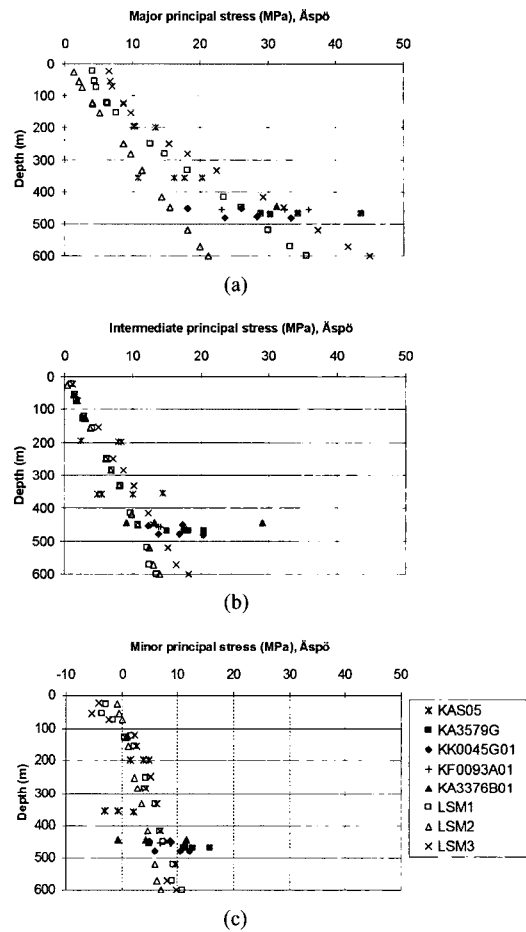 Major principal stress (MPa), Äspö
0 10 20 30 40 50
0
100
200
300
400
500
600
Depth (m)
(a)
Intermediate principal stress (MPa), Äspö
0 10 20 30 40 50
0
100
200
300
400
500
600
Depth (m)
(b)
Minor principal stress (MPa), Äspö
-10 0 10 20 30 40 50
0
100
200
300
400
500
600
Depth (m)
KAS05
KA3579G
KK0045G01
KF0093A01
KA3376B01
LSM1
LSM2
LSM3
(c)